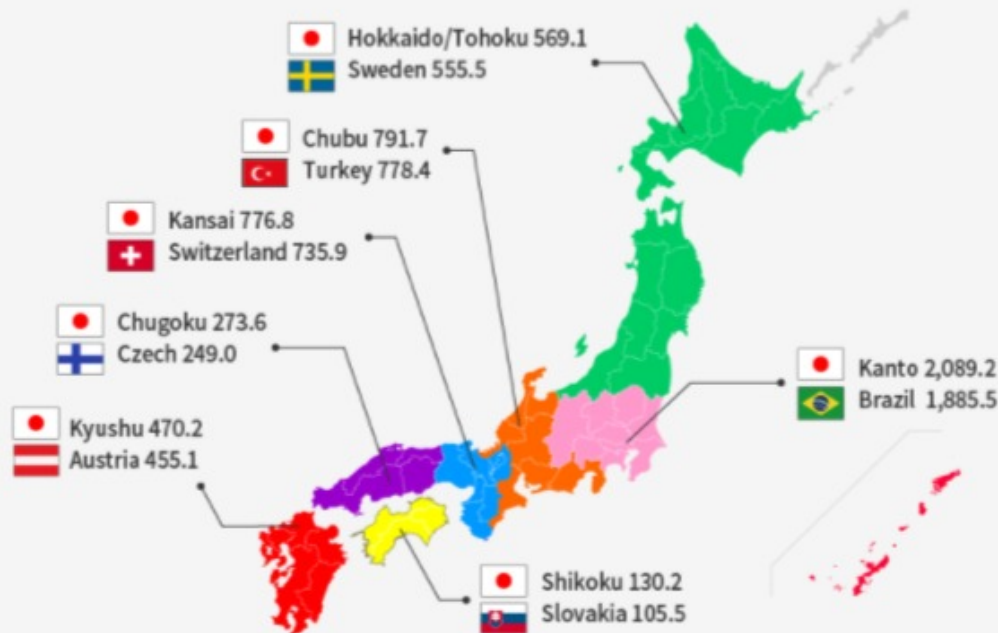 Hokkaido/Tohoku 569.1
Sweden 555.5
Chubu 791.7
Turkey 778.4
Kansai 776.8
Switzerland 735.9
Chugoku 273.6
Czech 249.0
Kanto 2,089.2
Brazil 1,885.5
Kyushu 470.2
Austria 455.1
Shikoku 130.2
Slovakia 105.5